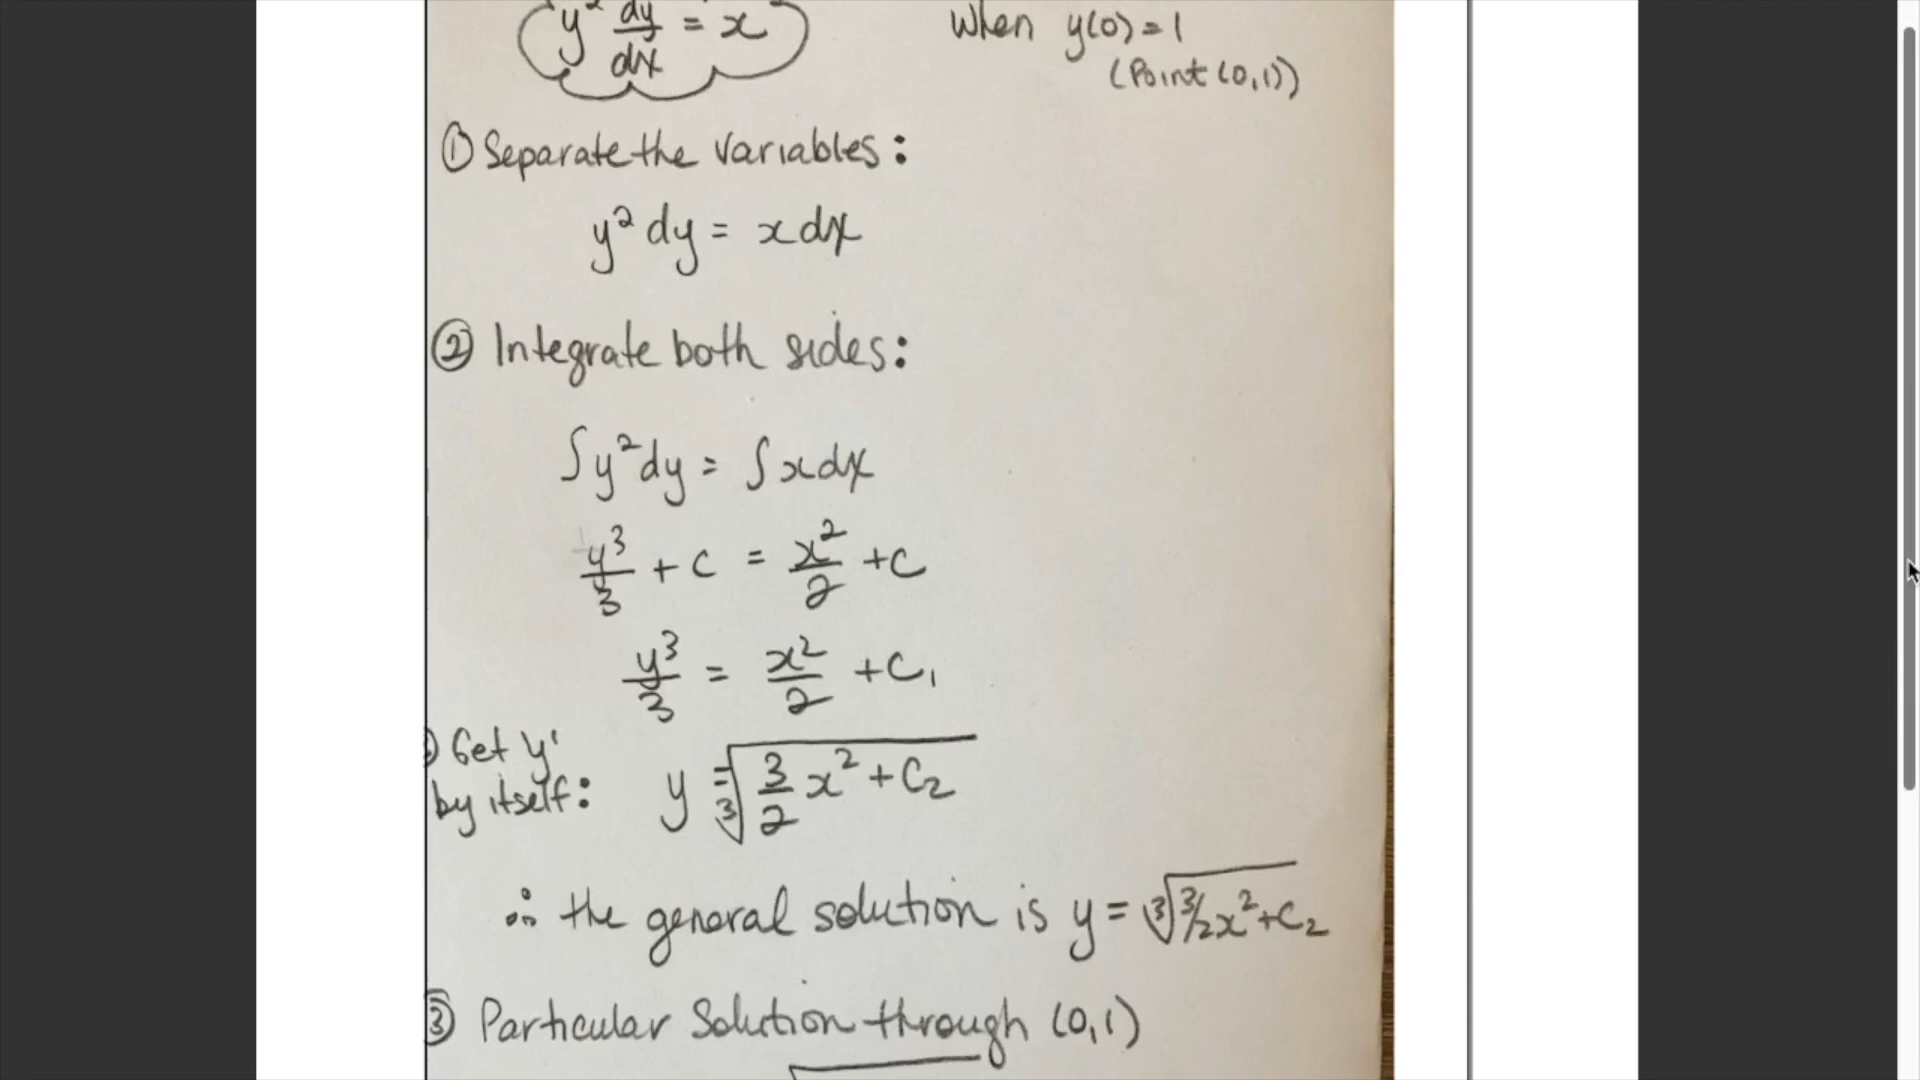 y² dy/dx = x
When y(0) = 1
(Point (0,1))
① Separate the variables:
y² dy = x dx
② Integrate both sides:
∫y² dy = ∫x dx
y³/3 + C = x²/2 + C
y³/3 = x²/2 + C₁
Get y'
by itself: y = ³√(3/2 x² + C₂)
∴ the general solution is y = ³√(3/2 x² + C₂)
③ Particular Solution through (0,1)